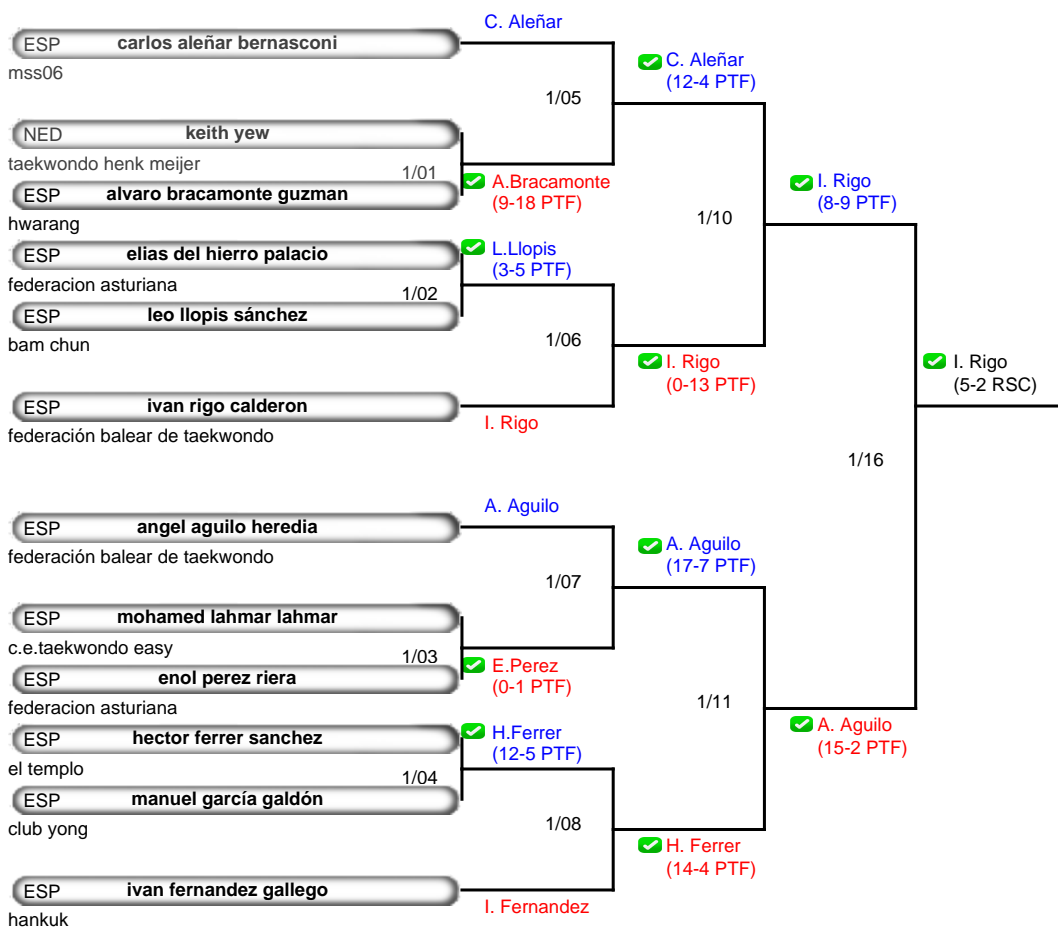 C. Aleñar
ESP carlos aleñar bernasconi
mss06
C. Aleñar
(12-4 PTF)
1/05
NED keith yew
taekwondo henk meijer
1/01
ESP alvaro bracamonte guzman
hwarang
A.Bracamonte
(9-18 PTF)
I. Rigo
(8-9 PTF)
1/10
ESP elias del hierro palacio
federacion asturiana
L.Llopis
(3-5 PTF)
1/02
ESP leo llopis sánchez
bam chun
1/06
I. Rigo
(0-13 PTF)
I. Rigo
(5-2 RSC)
ESP ivan rigo calderon
federación balear de taekwondo
I. Rigo
1/16
A. Aguilo
ESP angel aguilo heredia
federación balear de taekwondo
A. Aguilo
(17-7 PTF)
1/07
ESP mohamed lahmar lahmar
c.e.taekwondo easy
1/03
ESP enol perez riera
federacion asturiana
E.Perez
(0-1 PTF)
1/11
A. Aguilo
(15-2 PTF)
ESP hector ferrer sanchez
el templo
H.Ferrer
(12-5 PTF)
1/04
ESP manuel garcía galdón
club yong
1/08
H. Ferrer
(14-4 PTF)
ESP ivan fernandez gallego
hankuk
I. Fernandez